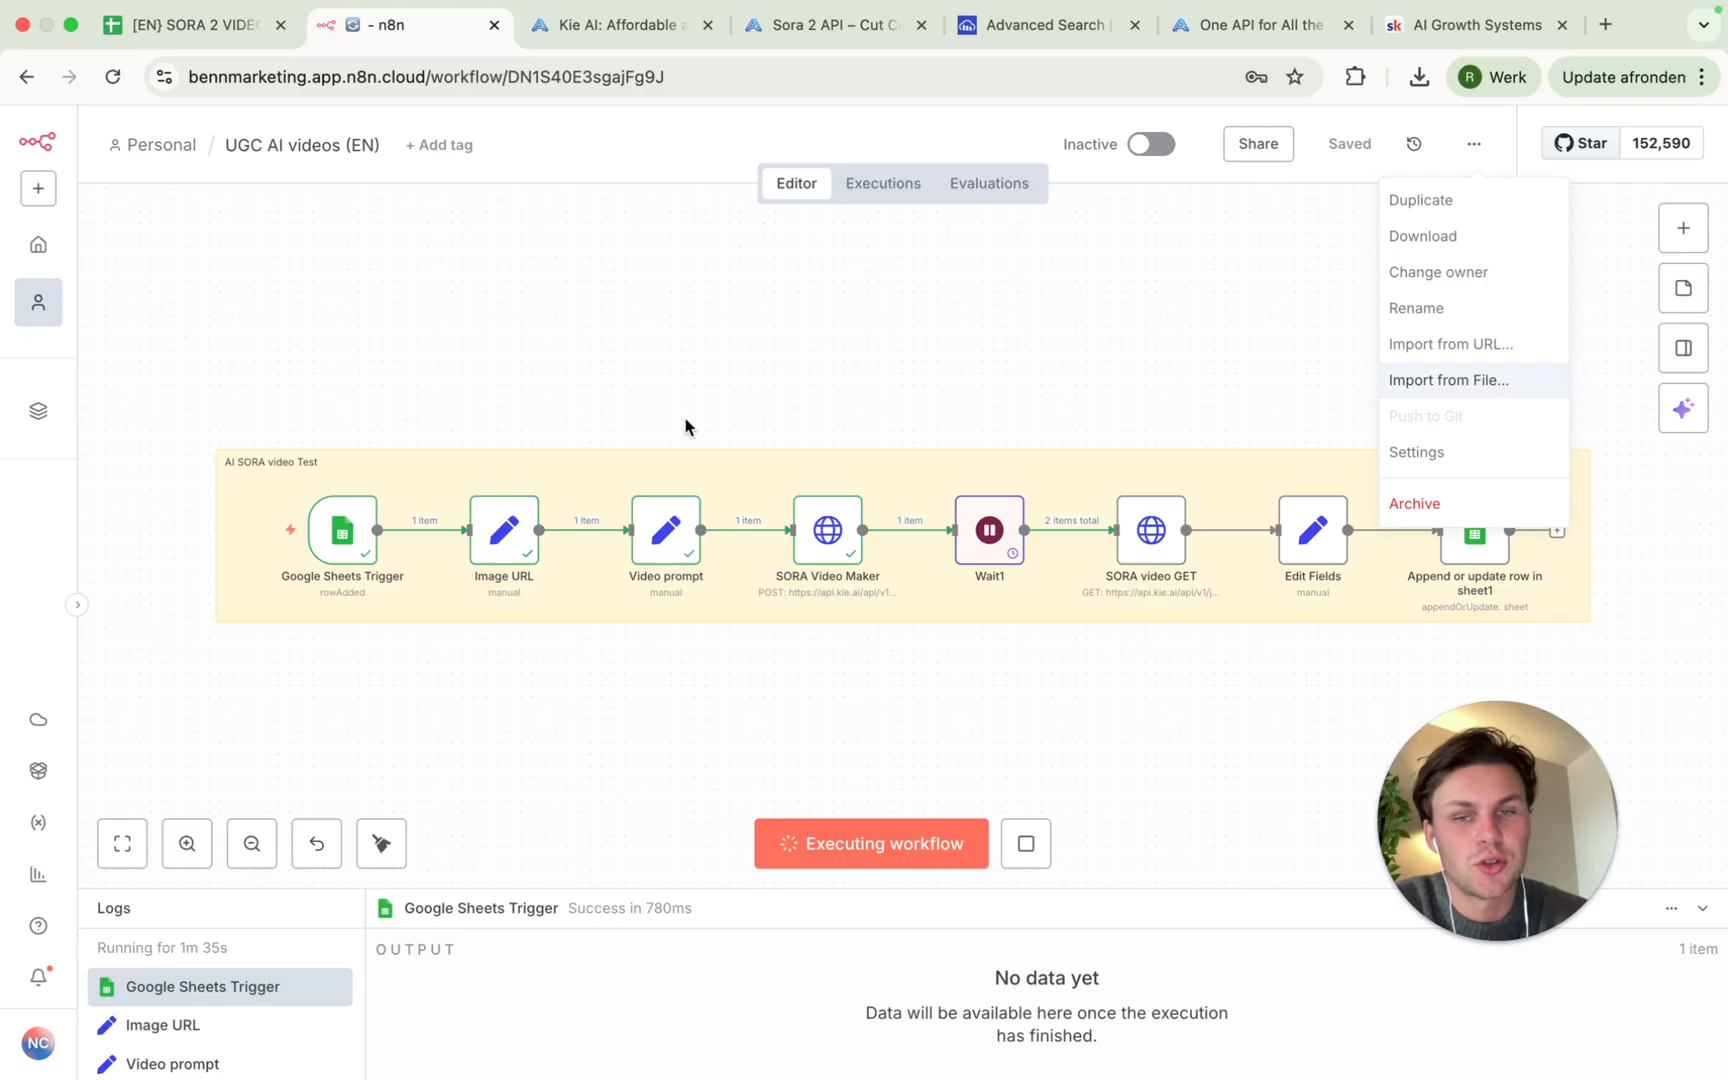 [EN} SORA 2 VIDE
- n8n
Kie AI: Affordable a
Sora 2 API – Cut C
Advanced Search
One API for All the
sk
AI Growth Systems
bennmarketing.app.n8n.cloud/workflow/DN1S40E3sgajFg9J
R
Werk
Update afronden
Personal / UGC AI videos (EN)
+ Add tag
Inactive
Share
Saved
Star
152,590
Editor
Executions
Evaluations
Duplicate
Download
Change owner
Rename
Import from URL...
Import from File...
Push to Git
Settings
Archive
AI SORA video Test
1 item
1 item
1 item
1 item
2 items total
Google Sheets Trigger
rowAdded
Image URL
manual
Video prompt
manual
SORA Video Maker
POST: https://api.kie.ai/api/v1...
Wait1
SORA video GET
GET: https://api.kie.ai/api/v1/j...
Edit Fields
manual
Append or update row in
sheet1
appendOrUpdate: sheet
Executing workflow
Logs
Google Sheets Trigger
Success in 780ms
Running for 1m 35s
OUTPUT
1 item
Google Sheets Trigger
Image URL
Video prompt
No data yet
Data will be available here once the execution
has finished.
NC